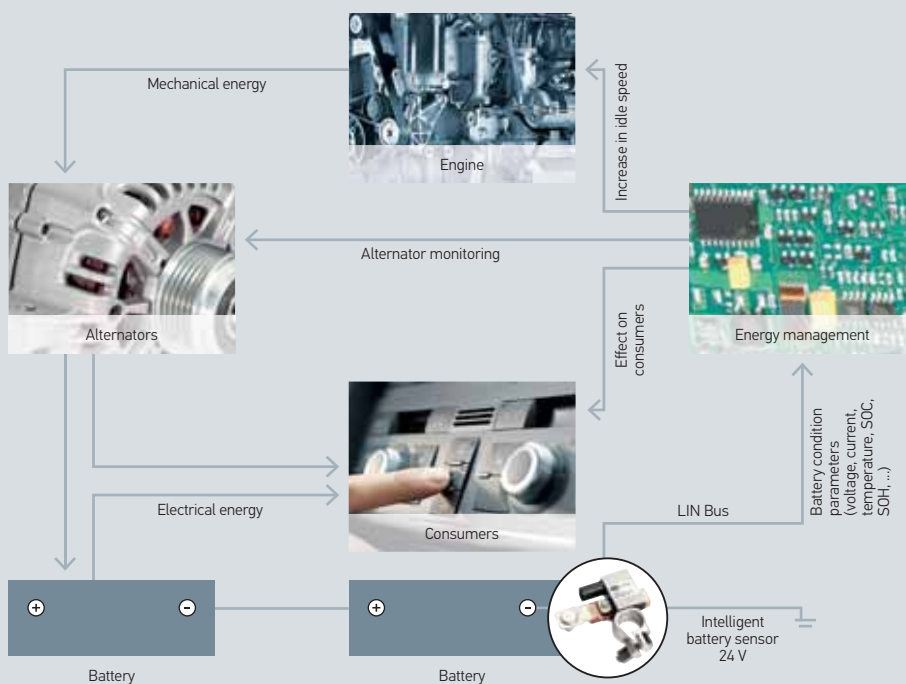 Mechanical energy
Engine
Increase in idle speed
Alternators
Alternator monitoring
Energy management
Effect on
consumers
Battery condition
parameters
(voltage, current,
temperature, SOC,
SOH, ...)
Electrical energy
Consumers
LIN Bus
+
-
+
-
Intelligent
battery sensor
24 V
Battery
Battery